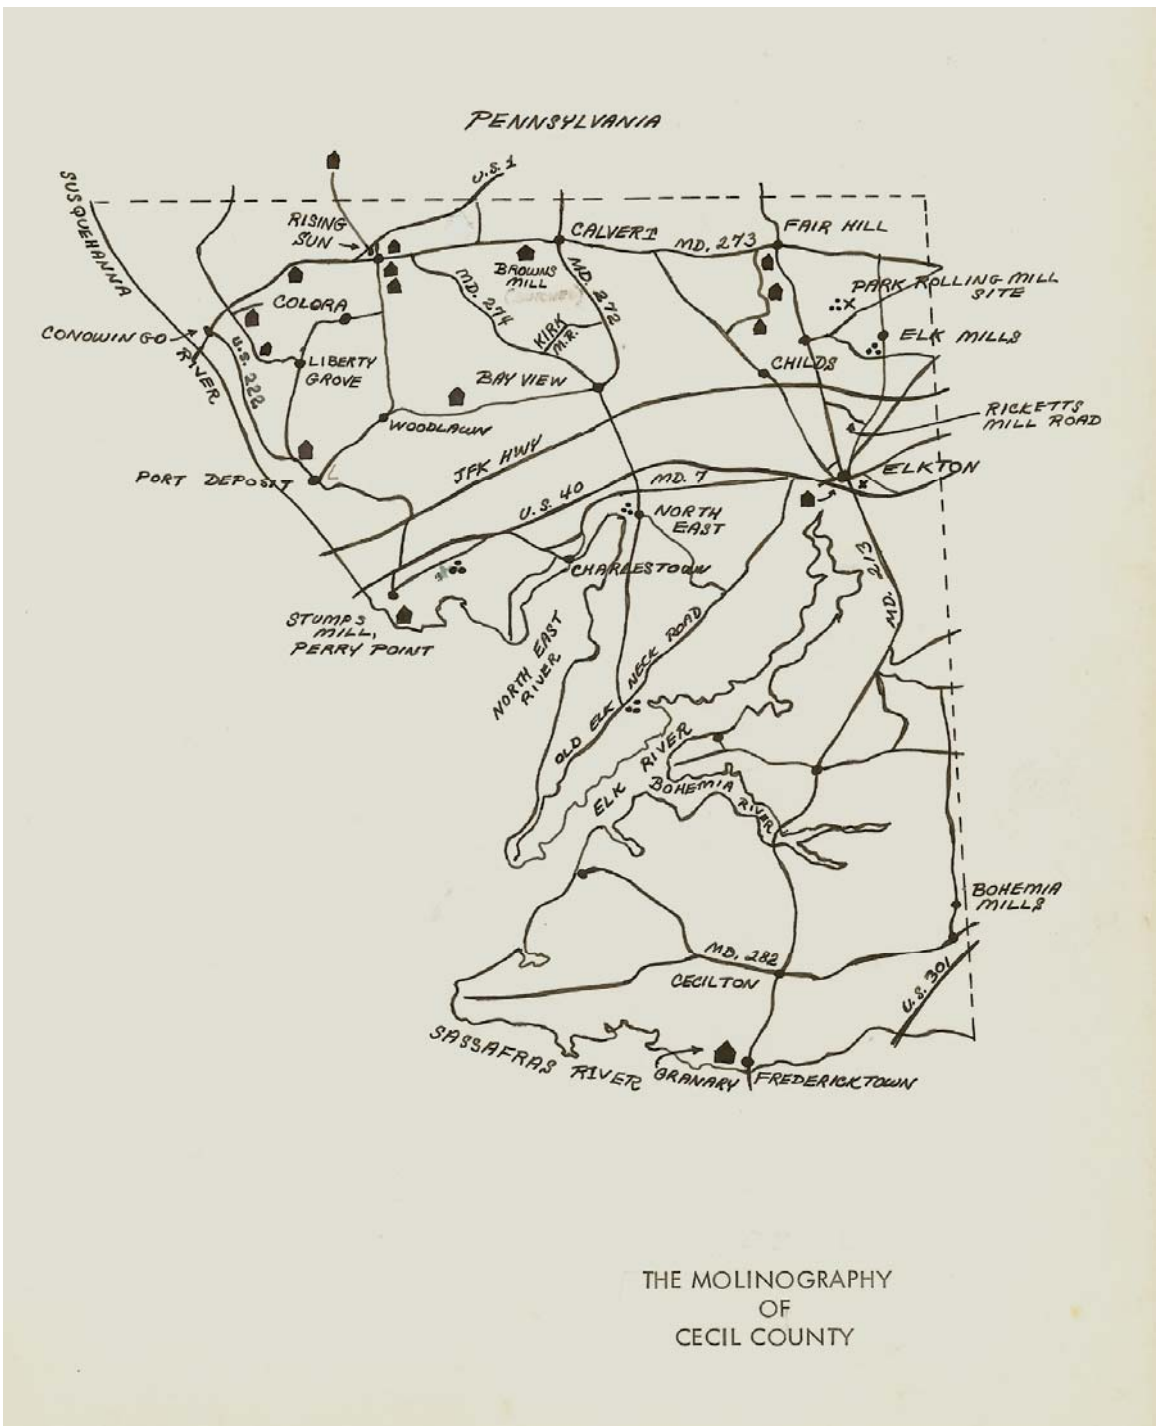 PENNSYLVANIA
SUSQUEHANNA
RIVER
U.S. 1
RISING
SUN
CALVERT
MD. 273
FAIR HILL
BROWNS
MILL
MD. 274
MD. 272
KIRK
M.R.
PARK ROLLING MILL
SITE
COLORA
CONOWINGO
U.S. 222
LIBERTY
GROVE
ELK MILLS
CHILDS
BAY VIEW
WOODLAWN
RICKETTS
MILL ROAD
JFK HWY
PORT DEPOSIT
L
ELKTON
U.S. 40
MD. 7
NORTH
EAST
MD. 213
CHARLESTOWN
STUMPS
MILL,
PERRY POINT
NORTH EAST
RIVER
OLD ELK NECK ROAD
ELK RIVER
BOHEMIA RIVER
BOHEMIA
MILLS
MD. 282
CECILTON
U.S. 301
SASSAFRAS RIVER
GRANARY
FREDERICKTOWN
THE MOLINOGRAPHY
OF
CECIL COUNTY